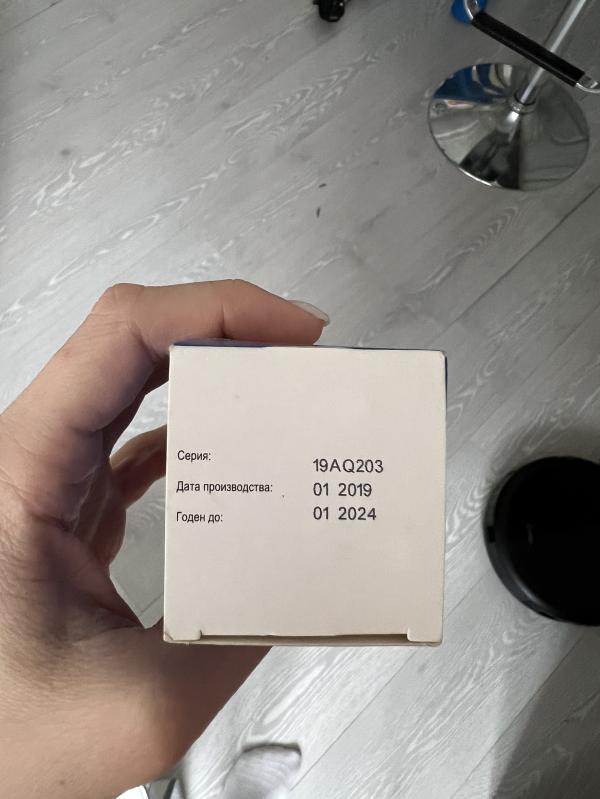 Серия: 19AQ203
Дата производства: 01 2019
Годен до: 01 2024